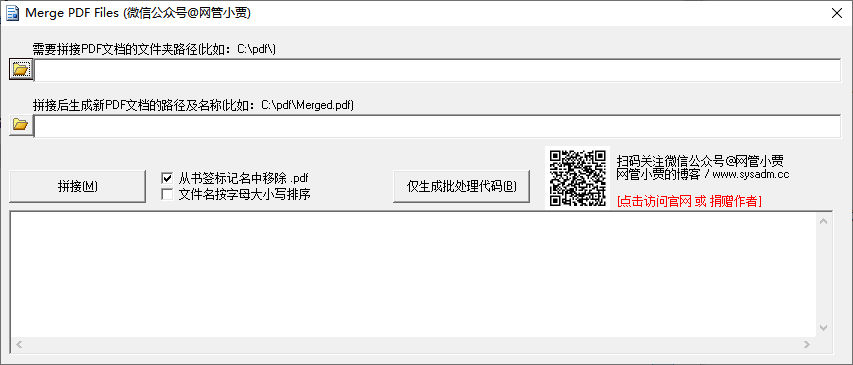 Merge PDF Files (微信公众号@网管小贾)
需要拼接PDF文档的文件夹路径(比如：C:\pdf\)
拼接后生成新PDF文档的路径及名称(比如：C:\pdf\Merged.pdf)
拼接(M)
从书签标记名中移除 .pdf
文件名按字母大小写排序
仅生成批处理代码(B)
扫码关注微信公众号@网管小贾
网管小贾的博客 / www.sysadm.cc
[点击访问官网 或 捐赠作者]